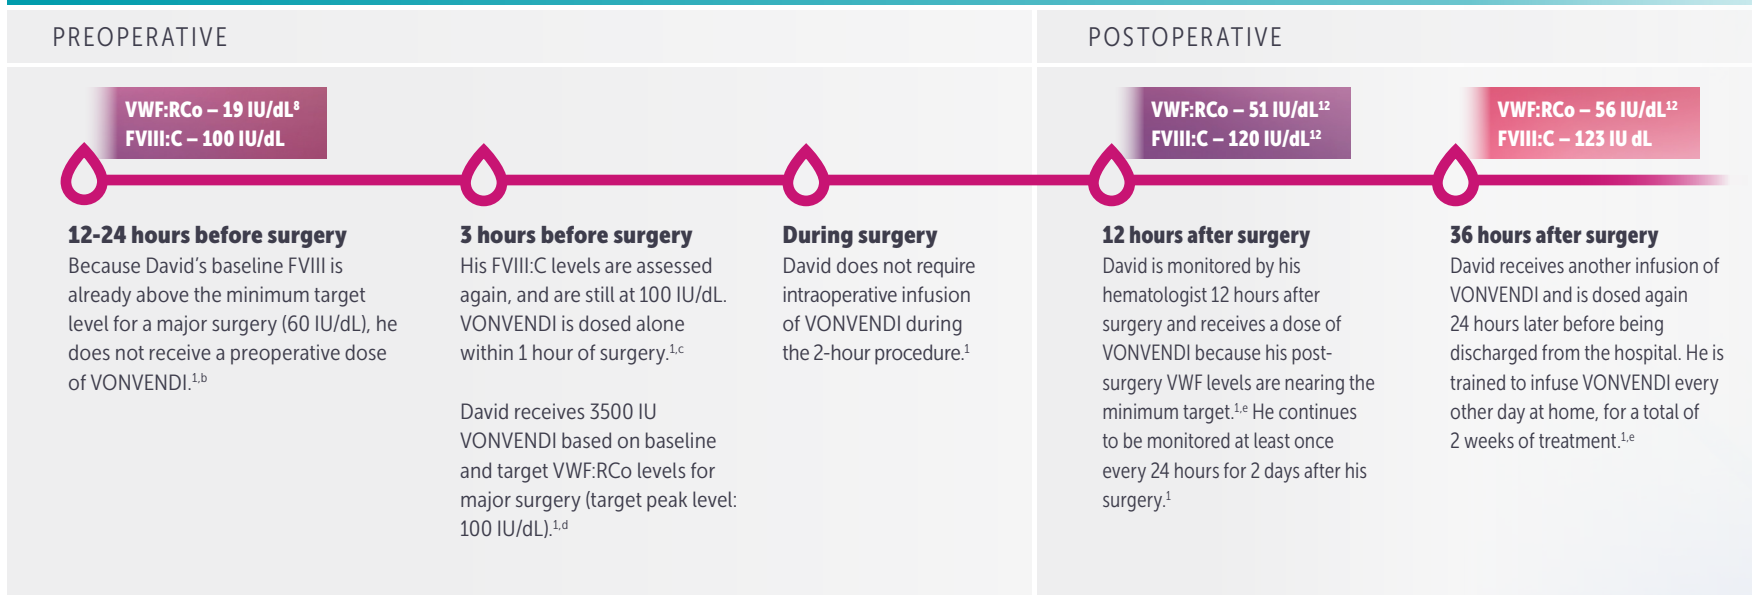 PREOPERATIVE
VWF:RCo – 19 IU/dL⁸
FVIII:C – 100 IU/dL
12-24 hours before surgery
Because David’s baseline FVIII is
already above the minimum target
level for a major surgery (60 IU/dL), he
does not receive a preoperative dose
of VONVENDI.¹,ᵇ
3 hours before surgery
His FVIII:C levels are assessed
again, and are still at 100 IU/dL.
VONVENDI is dosed alone
within 1 hour of surgery.¹,ᶜ
David receives 3500 IU
VONVENDI based on baseline
and target VWF:RCo levels for
major surgery (target peak level:
100 IU/dL).¹,ᵈ
During surgery
David does not require
intraoperative infusion
of VONVENDI during
the 2-hour procedure.¹
POSTOPERATIVE
VWF:RCo – 51 IU/dL¹²
FVIII:C – 120 IU/dL¹²
12 hours after surgery
David is monitored by his
hematologist 12 hours after
surgery and receives a dose of
VONVENDI because his post-
surgery VWF levels are nearing the
minimum target.¹,ᵉ He continues
to be monitored at least once
every 24 hours for 2 days after his
surgery.¹
VWF:RCo – 56 IU/dL¹²
FVIII:C – 123 IU dL
36 hours after surgery
David receives another infusion of
VONVENDI and is dosed again
24 hours later before being
discharged from the hospital. He is
trained to infuse VONVENDI every
other day at home, for a total of
2 weeks of treatment.¹,ᵉ